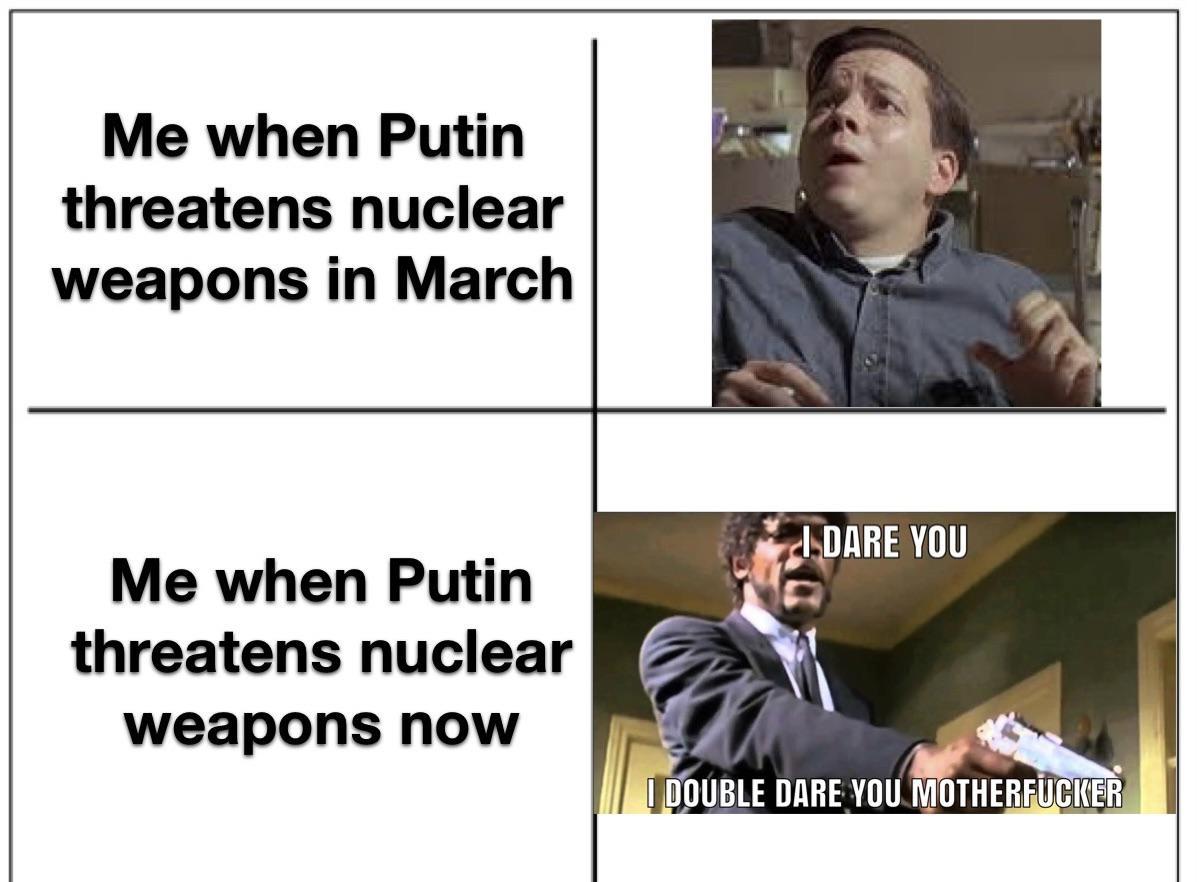 Me when Putin
threatens nuclear
weapons in March
Me when Putin
threatens nuclear
weapons now
I DARE YOU
I DOUBLE DARE YOU MOTHERFUCKER